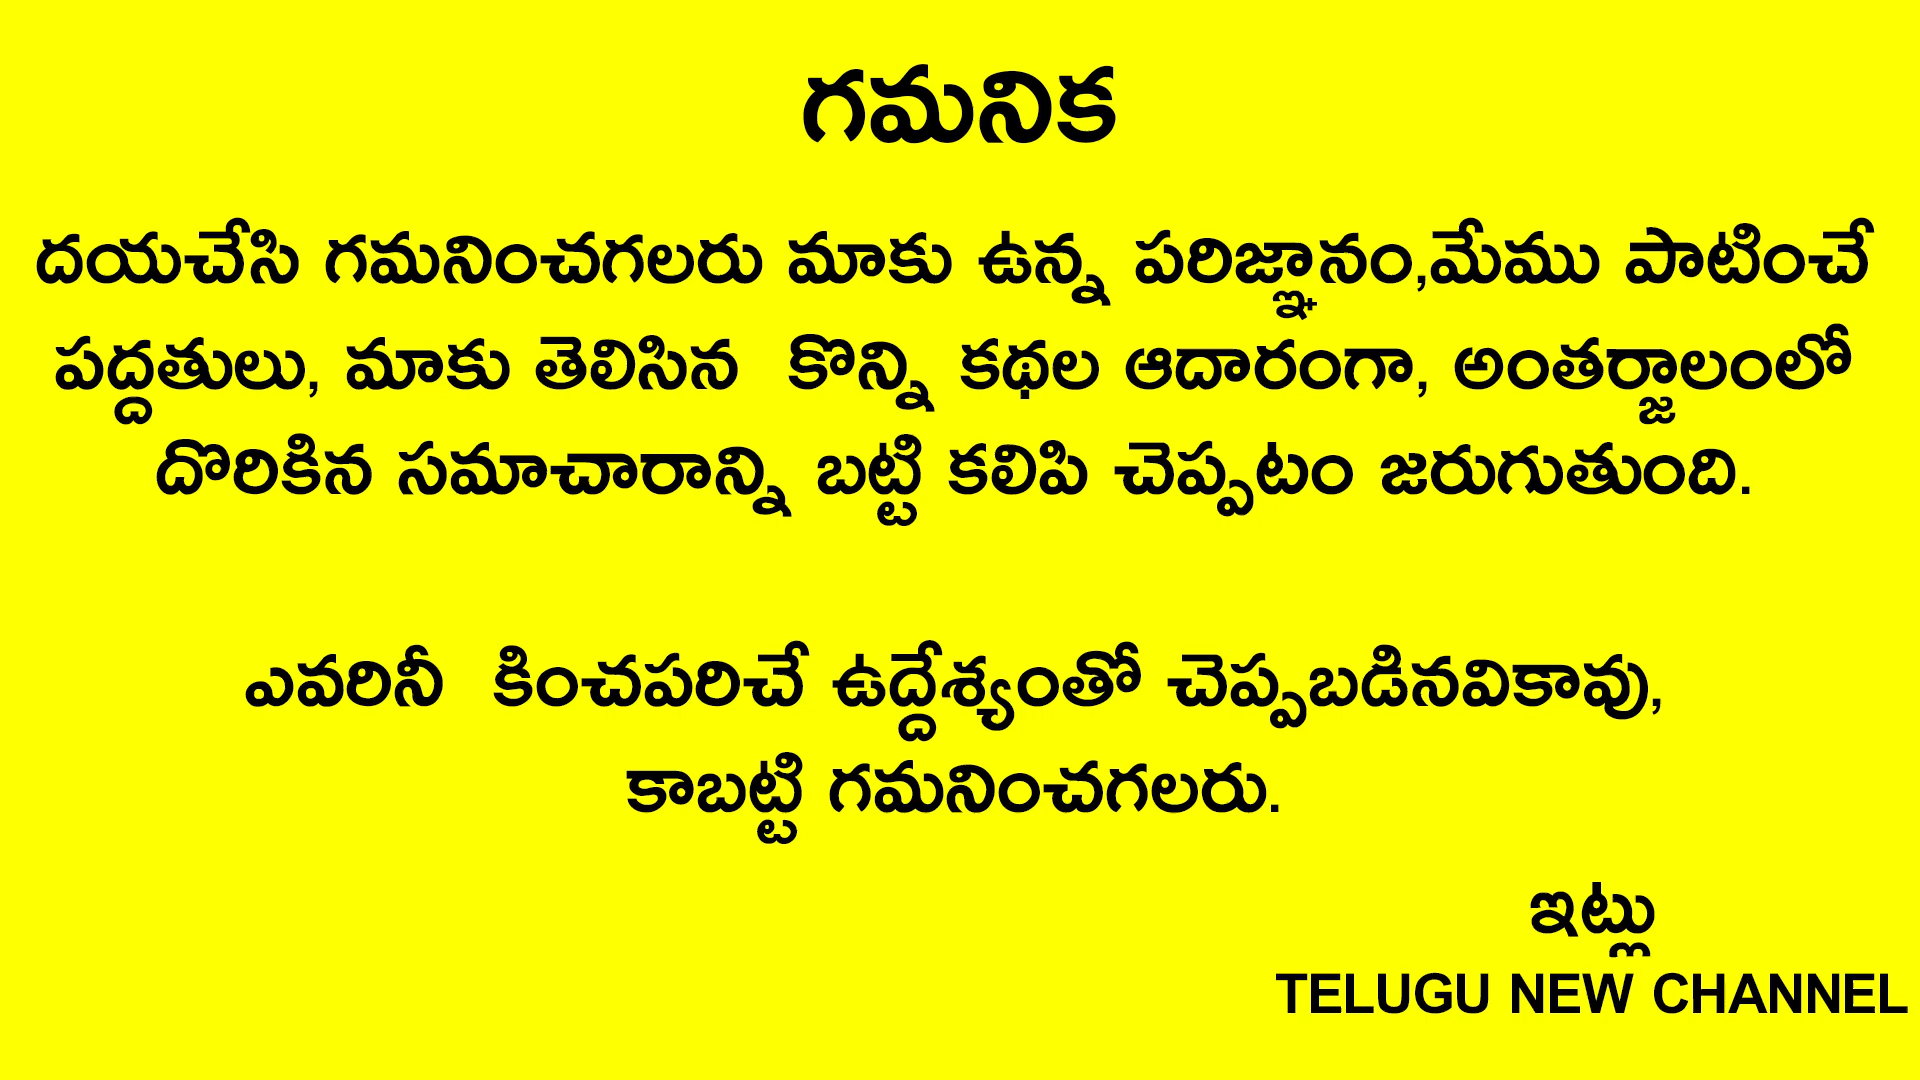 గమనిక
దయచేసి గమనించగలరు మాకు ఉన్న పరిజ్ఞానం,మేము పాటించే
పద్దతులు, మాకు తెలిసిన కొన్ని కథల ఆదారంగా, అంతర్జాలంలో
దొరికిన సమాచారాన్ని బట్టి కలిపి చెప్పటం జరుగుతుంది.
ఎవరినీ కించపరిచే ఉద్దేశ్యంతో చెప్పబడినవికావు,
కాబట్టి గమనించగలరు.
ఇట్లు
TELUGU NEW CHANNEL